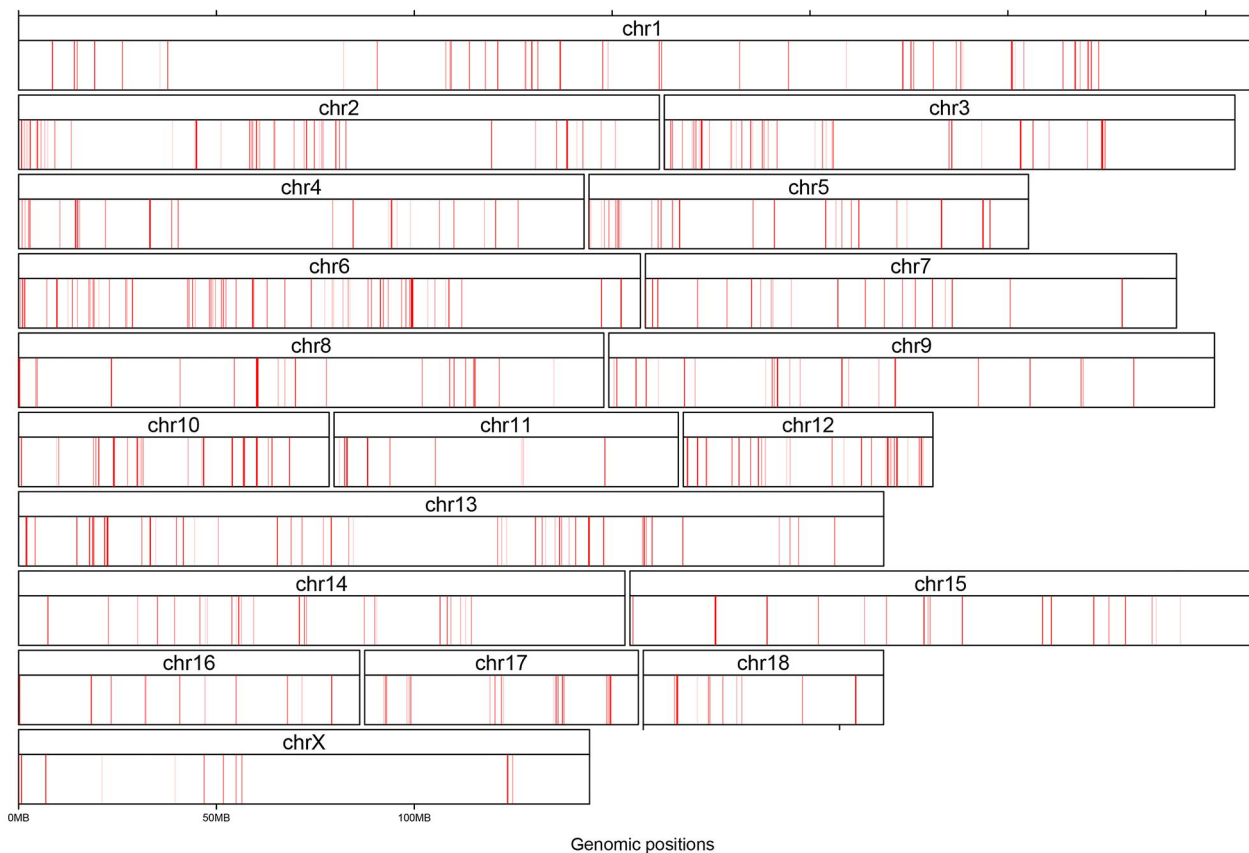 chr1
chr2 chr3
chr4 chr5
chr6 chr7
chr8 chr9
chr10 chr11 chr12
chr13
chr14 chr15
chr16 chr17 chr18
chrX
0MB 50MB 100MB
Genomic positions